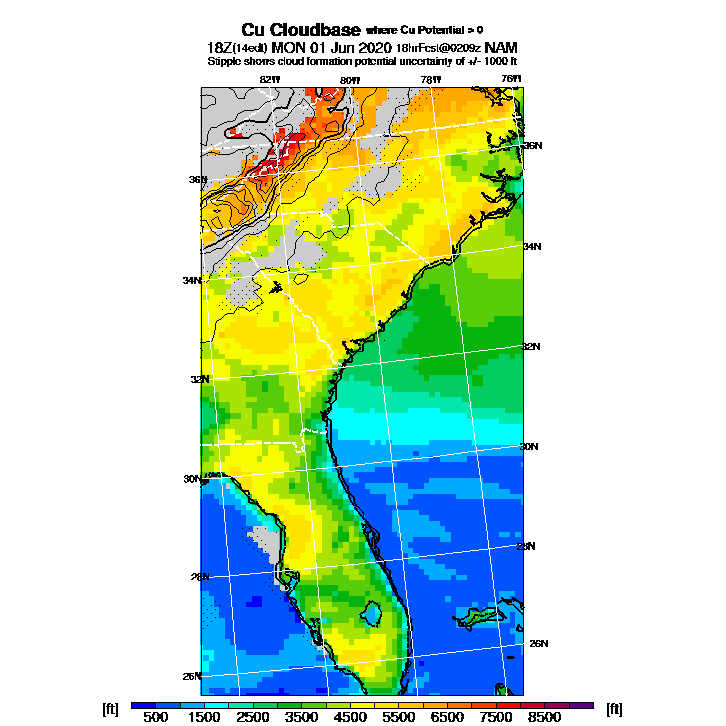 Cu Cloudbase where Cu Potential > 0
18Z(14edt) MON 01 Jun 2020 18hrFcst@0209z NAM
Stipple shows cloud formation potential uncertainty of +/- 1000 ft
82W 80W 78W 76W
36N
36N
34N
34N
32N
32N
30N
30N
28N
28N
26N
26N
[ft] 500 1500 2500 3500 4500 5500 6500 7500 8500 [ft]